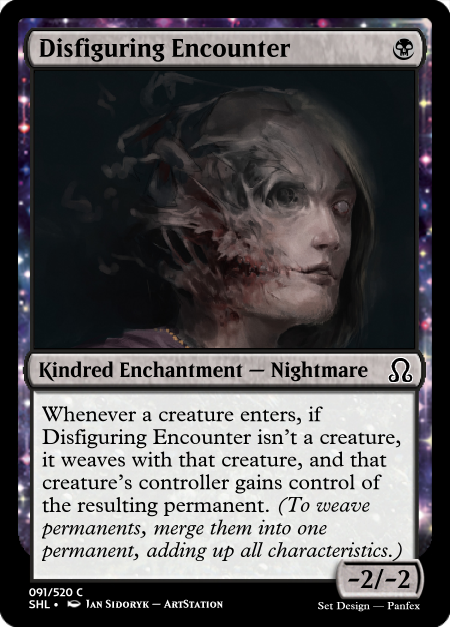 Disfiguring Encounter
Kindred Enchantment — Nightmare
Whenever a creature enters, if
Disfiguring Encounter isn't a creature,
it weaves with that creature, and that
creature's controller gains control of
the resulting permanent. (To weave
permanents, merge them into one
permanent, adding up all characteristics.)
-2/-2
091/520 C
SHL • Jan Sidoryk — ArtStation
Set Design — Panfex